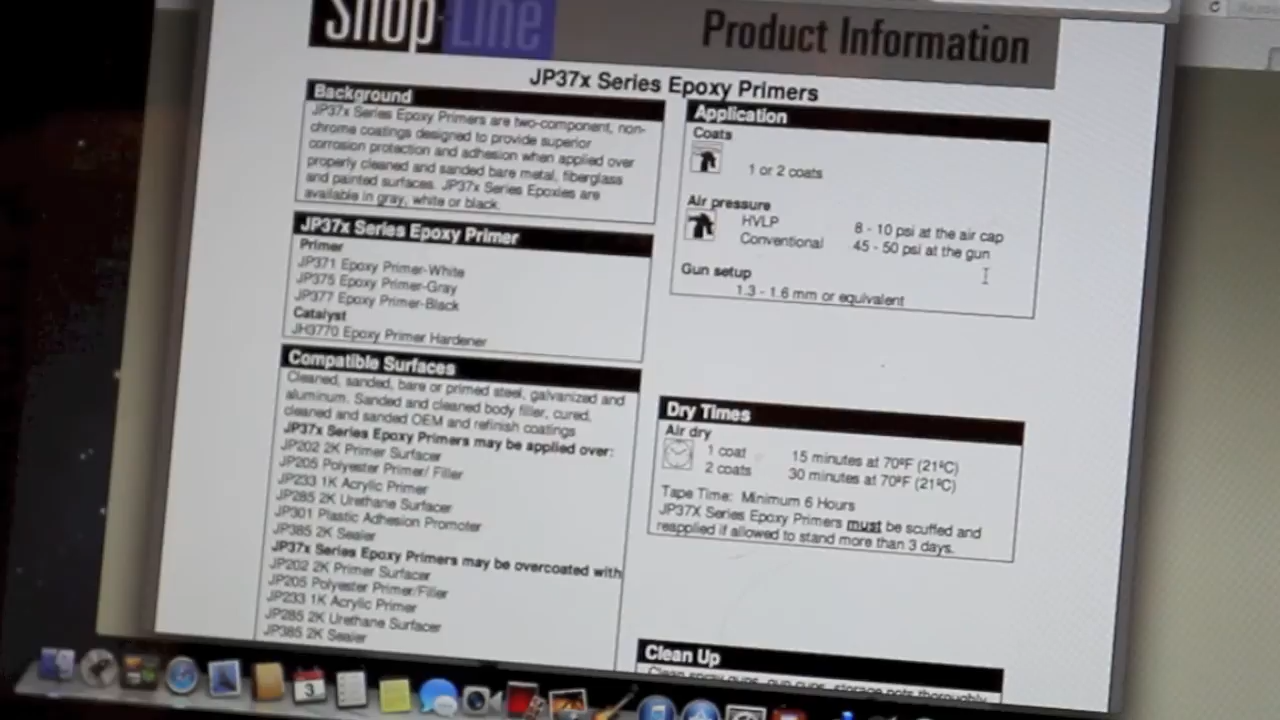 Shop-Line
Product Information
JP37x Series Epoxy Primers
Background
JP37x Series Epoxy Primers are two-component, non-
chrome coatings designed to provide superior
corrosion protection and adhesion when applied over
properly cleaned and sanded bare metal, fiberglass
and painted surfaces. JP37x Series Epoxies are
available in gray, white or black.
JP37x Series Epoxy Primer
Primer
JP371 Epoxy Primer-White
JP375 Epoxy Primer-Gray
JP377 Epoxy Primer-Black
Catalyst
JH3770 Epoxy Primer Hardener
Compatible Surfaces
Cleaned, sanded, bare or primed steel, galvanized and
aluminum. Sanded and cleaned body filler, cured,
cleaned and sanded OEM and refinish coatings
JP37x Series Epoxy Primers may be applied over:
JP202 2K Primer Surfacer
JP205 Polyester Primer/ Filler
JP233 1K Acrylic Primer
JP285 2K Urethane Surfacer
JP301 Plastic Adhesion Promoter
JP385 2K Sealer
JP37x Series Epoxy Primers may be overcoated with
JP202 2K Primer Surfacer
JP205 Polyester Primer/Filler
JP233 1K Acrylic Primer
JP285 2K Urethane Surfacer
JP385 2K Sealer
Application
Coats
1 or 2 coats
Air pressure
HVLP 8 - 10 psi at the air cap
Conventional 45 - 50 psi at the gun
Gun setup
1.3 - 1.6 mm or equivalent
Dry Times
Air dry
1 coat 15 minutes at 70ºF (21ºC)
2 coats 30 minutes at 70ºF (21ºC)
Tape Time: Minimum 6 Hours
JP37X Series Epoxy Primers must be scuffed and
reapplied if allowed to stand more than 3 days.
Clean Up
Clean spray guns, gun cups, storage pots thoroughly
3